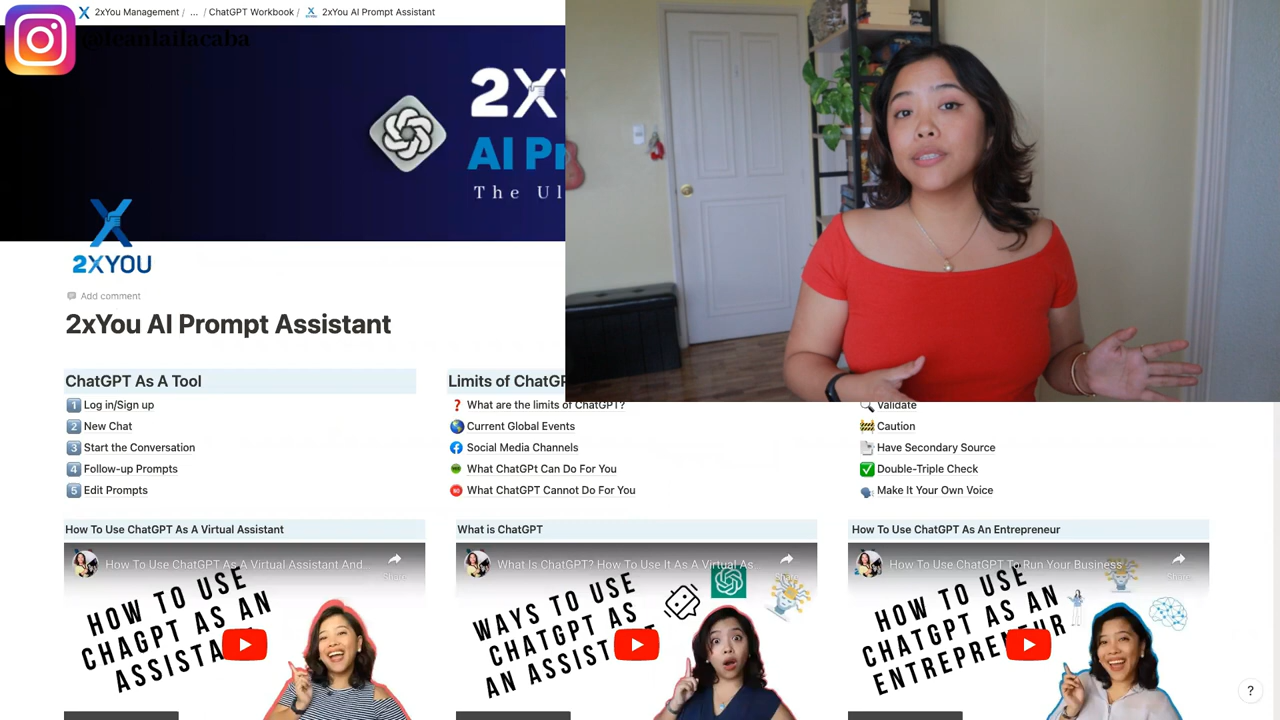 2xYou Management / ... / ChatGPT Workbook / 2xYou AI Prompt Assistant
@leanlailacaba
2X
AI Pr
The Ul
2XYOU
Add comment
2xYou AI Prompt Assistant
ChatGPT As A Tool
1 Log in/Sign up
2 New Chat
3 Start the Conversation
4 Follow-up Prompts
5 Edit Prompts
Limits of ChatGP
What are the limits of ChatGPT?
Current Global Events
Social Media Channels
What ChatGPt Can Do For You
What ChatGPT Cannot Do For You
Validate
Caution
Have Secondary Source
Double-Triple Check
Make It Your Own Voice
How To Use ChatGPT As A Virtual Assistant
How To Use ChatGPT As A Virtual Assistant And...
Share
HOW TO USE
CHAGPT AS AN
ASSISTA
What is ChatGPT
What Is ChatGPT? How To Use It As A Virtual As...
Share
WAYS TO USE
CHATGPT AS
AN ASSIST
How To Use ChatGPT As An Entrepreneur
How To Use ChatGPT To Run Your Business
Share
HOW TO USE
CHATGPT AS AN
ENTREPRENEUR
?